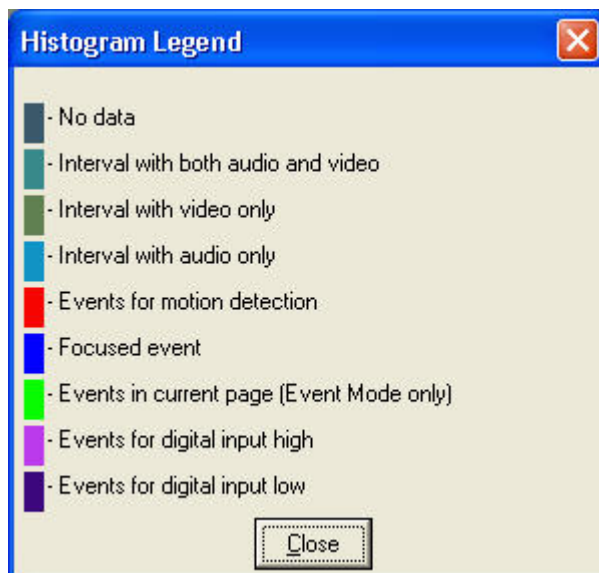 Histogram Legend
- No data
- Interval with both audio and video
- Interval with video only
- Interval with audio only
- Events for motion detection
- Focused event
- Events in current page (Event Mode only)
- Events for digital input high
- Events for digital input low
Close